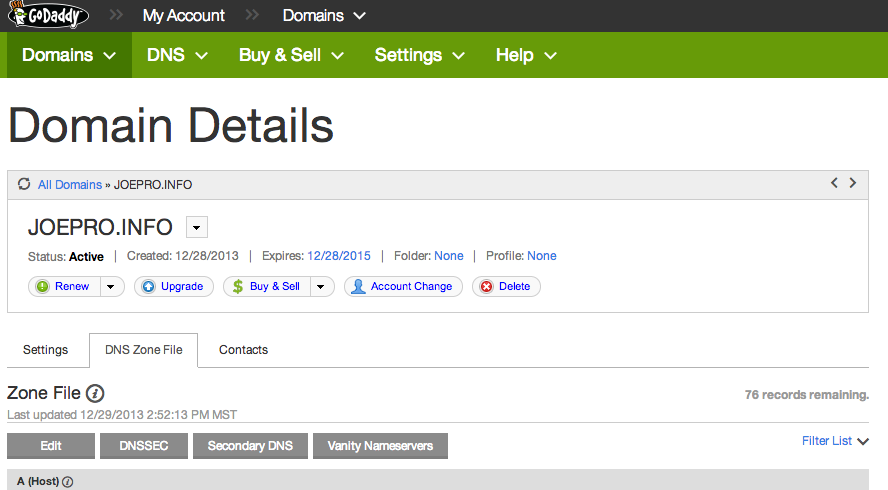 GoDaddy My Account Domains
Domains DNS Buy & Sell Settings Help
Domain Details
All Domains » JOEPRO.INFO
JOEPRO.INFO
Status: Active | Created: 12/28/2013 | Expires: 12/28/2015 | Folder: None | Profile: None
Renew Upgrade $ Buy & Sell Account Change Delete
Settings DNS Zone File Contacts
Zone File i 76 records remaining.
Last updated 12/29/2013 2:52:13 PM MST
Edit DNSSEC Secondary DNS Vanity Nameservers Filter List
A (Host) i